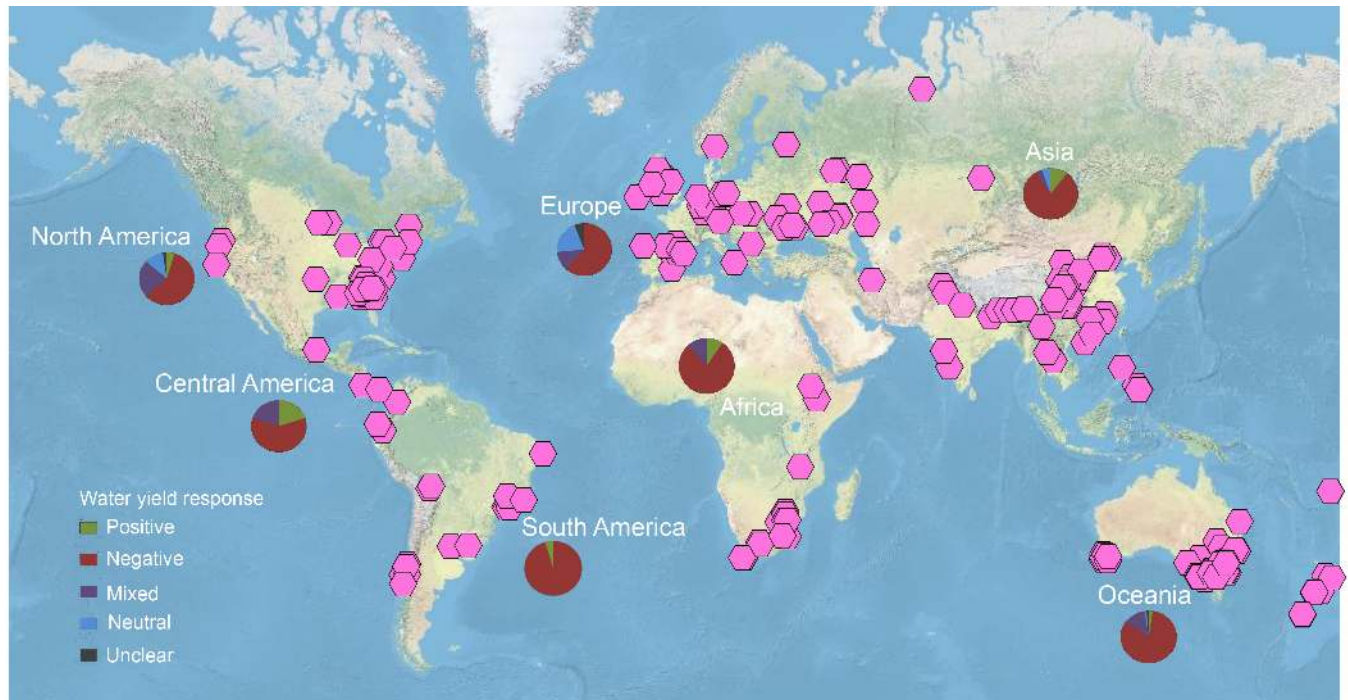 Asia
Europe
North America
Central America
Africa
Water yield response
Positive
Negative
Mixed
Neutral
Unclear
South America
Oceania